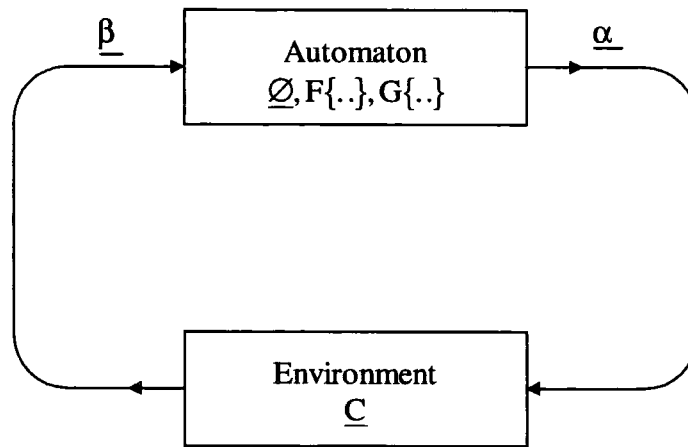 β
Automaton
α
∅, F{..}, G{..}
Environment
C